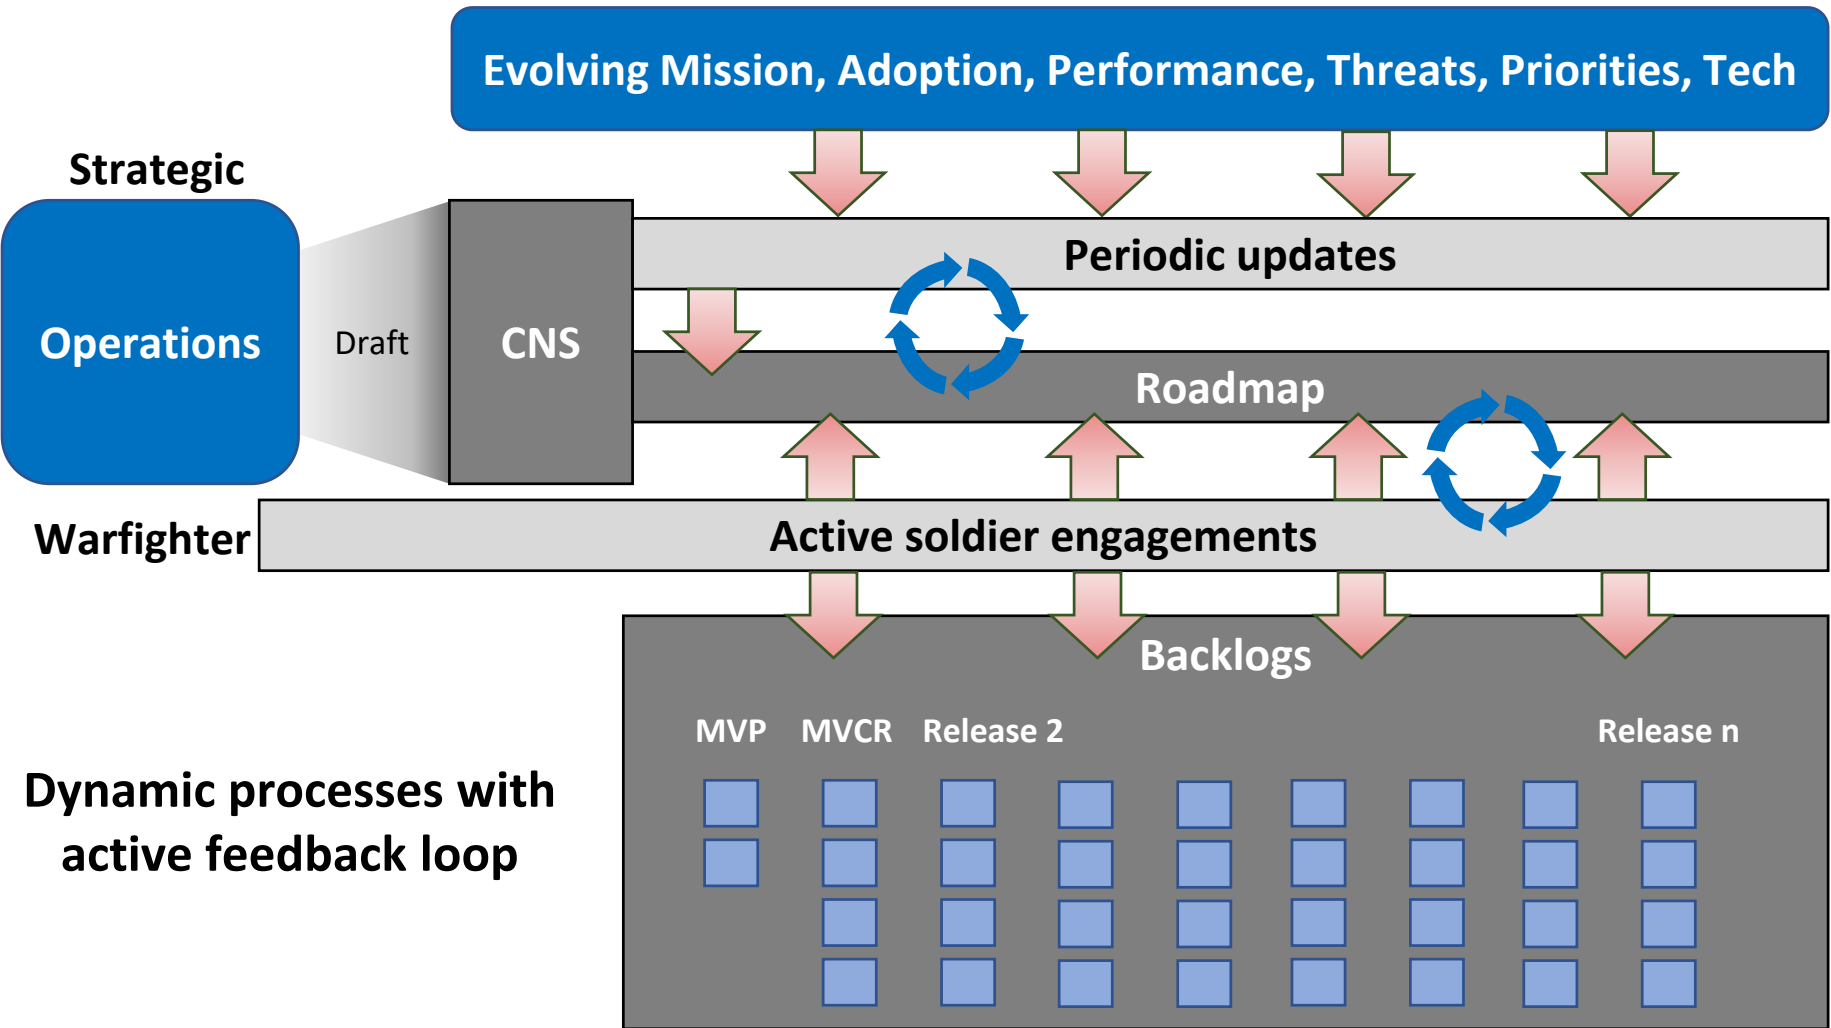 Evolving Mission, Adoption, Performance, Threats, Priorities, Tech
Strategic
Operations
Draft
CNS
Periodic updates
Roadmap
Warfighter
Active soldier engagements
Backlogs
MVP MVCR Release 2 Release n
Dynamic processes with
active feedback loop